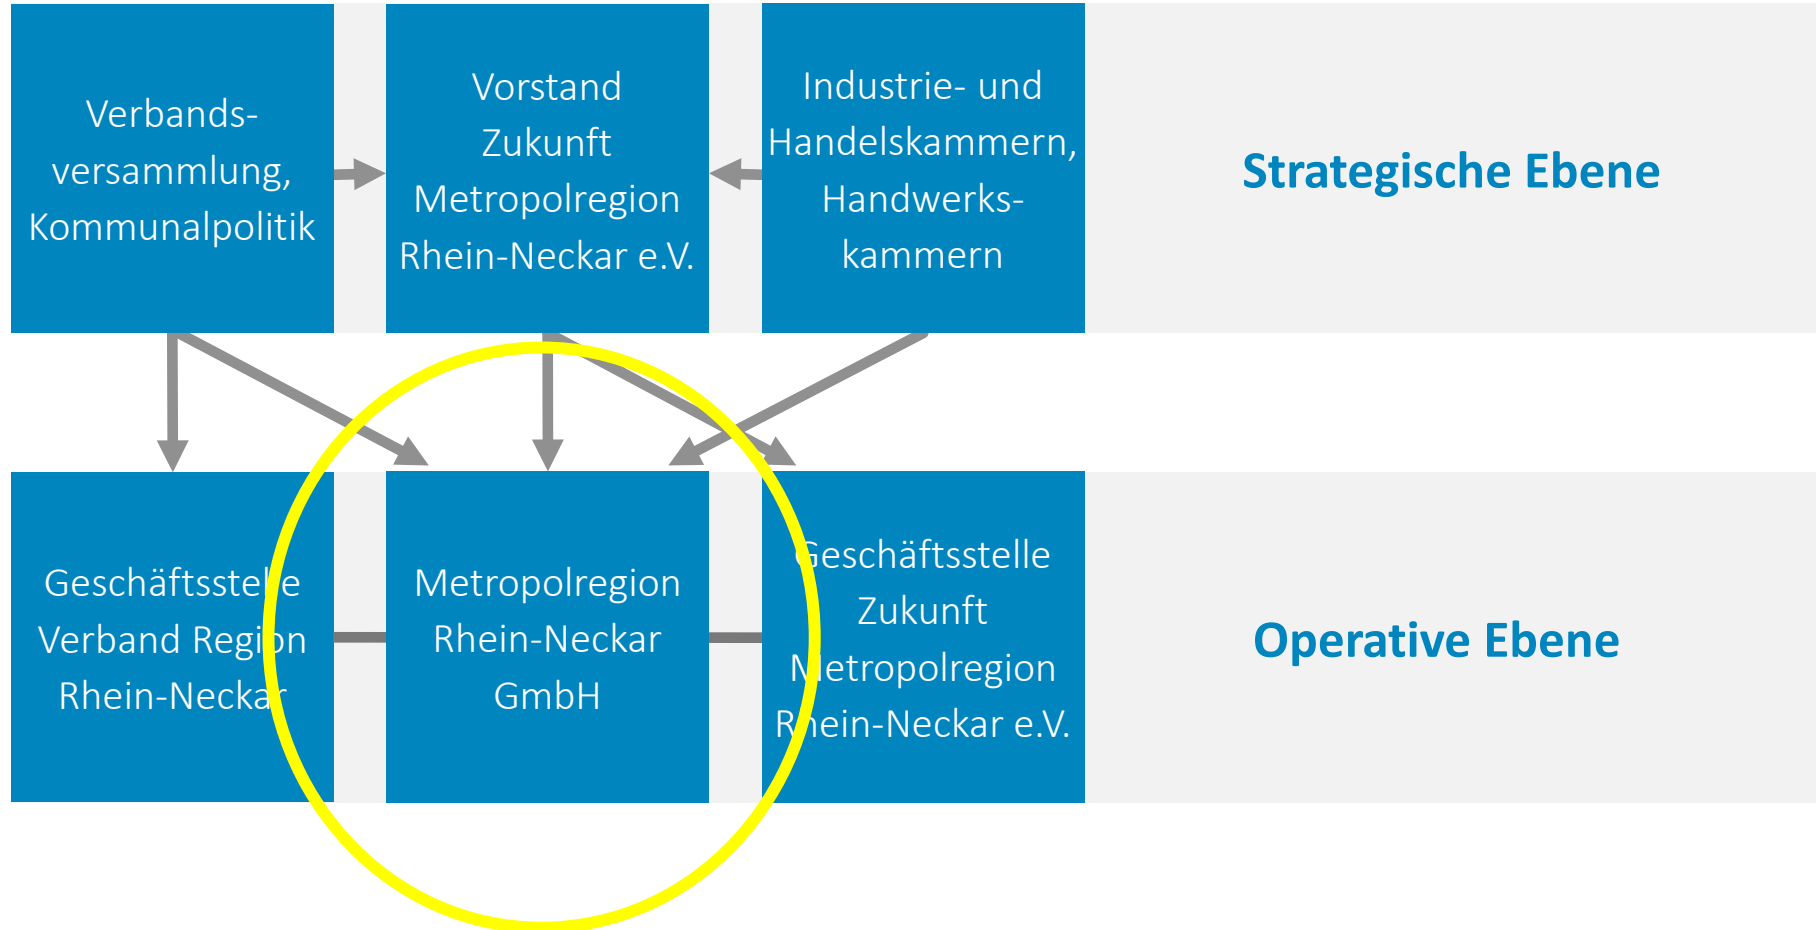 Verbands-
versammlung,
Kommunalpolitik
Vorstand
Zukunft
Metropolregion
Rhein-Neckar e.V.
Industrie- und
Handelskammern,
Handwerks-
kammern
Strategische Ebene
Geschäftsstelle
Verband Region
Rhein-Neckar
Metropolregion
Rhein-Neckar
GmbH
Geschäftsstelle
Zukunft
Metropolregion
Rhein-Neckar e.V.
Operative Ebene